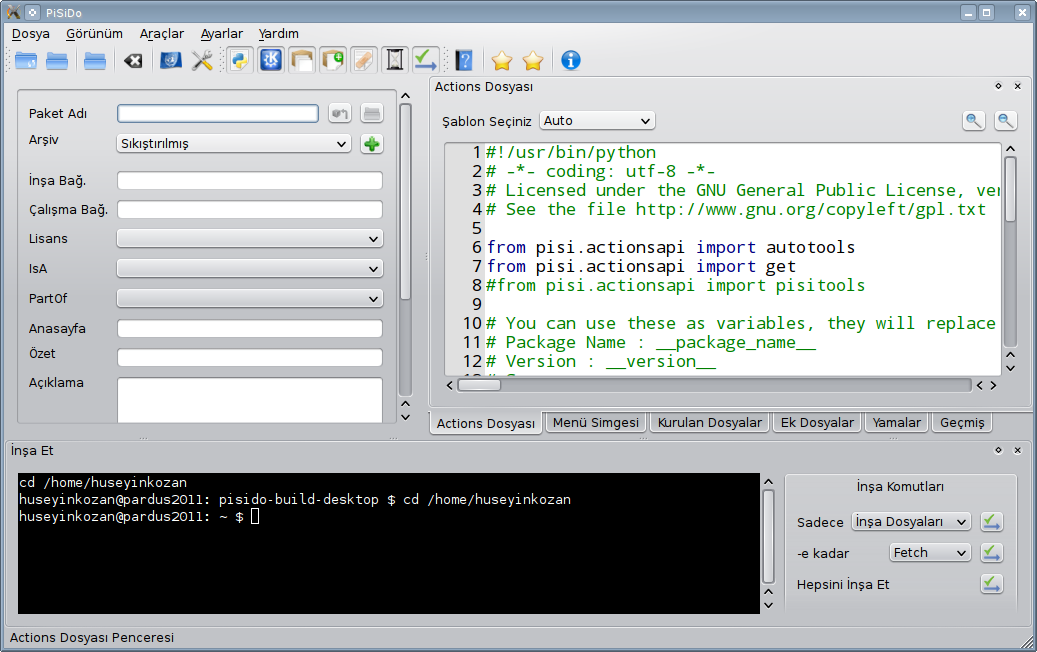 PiSiDo
Dosya Görünüm Araçlar Ayarlar Yardım
Paket Adı
Arşiv Sıkıştırılmış
İnşa Bağ.
Çalışma Bağ.
Lisans
IsA
PartOf
Anasayfa
Özet
Açıklama
Actions Dosyası
Şablon Seçiniz Auto
1 #!/usr/bin/python
2 # -*- coding: utf-8 -*-
3 # Licensed under the GNU General Public License, ver
4 # See the file http://www.gnu.org/copyleft/gpl.txt
5
6 from pisi.actionsapi import autotools
7 from pisi.actionsapi import get
8 #from pisi.actionsapi import pisitools
9
10 # You can use these as variables, they will replace
11 # Package Name : __package_name__
12 # Version : __version__
Actions Dosyası Menü Simgesi Kurulan Dosyalar Ek Dosyalar Yamalar Geçmiş
İnşa Et
cd /home/huseyinkozan
huseyinkozan@pardus2011: pisido-build-desktop $ cd /home/huseyinkozan
huseyinkozan@pardus2011: ~ $
İnşa Komutları
Sadece İnşa Dosyaları
-e kadar Fetch
Hepsini İnşa Et
Actions Dosyası Penceresi